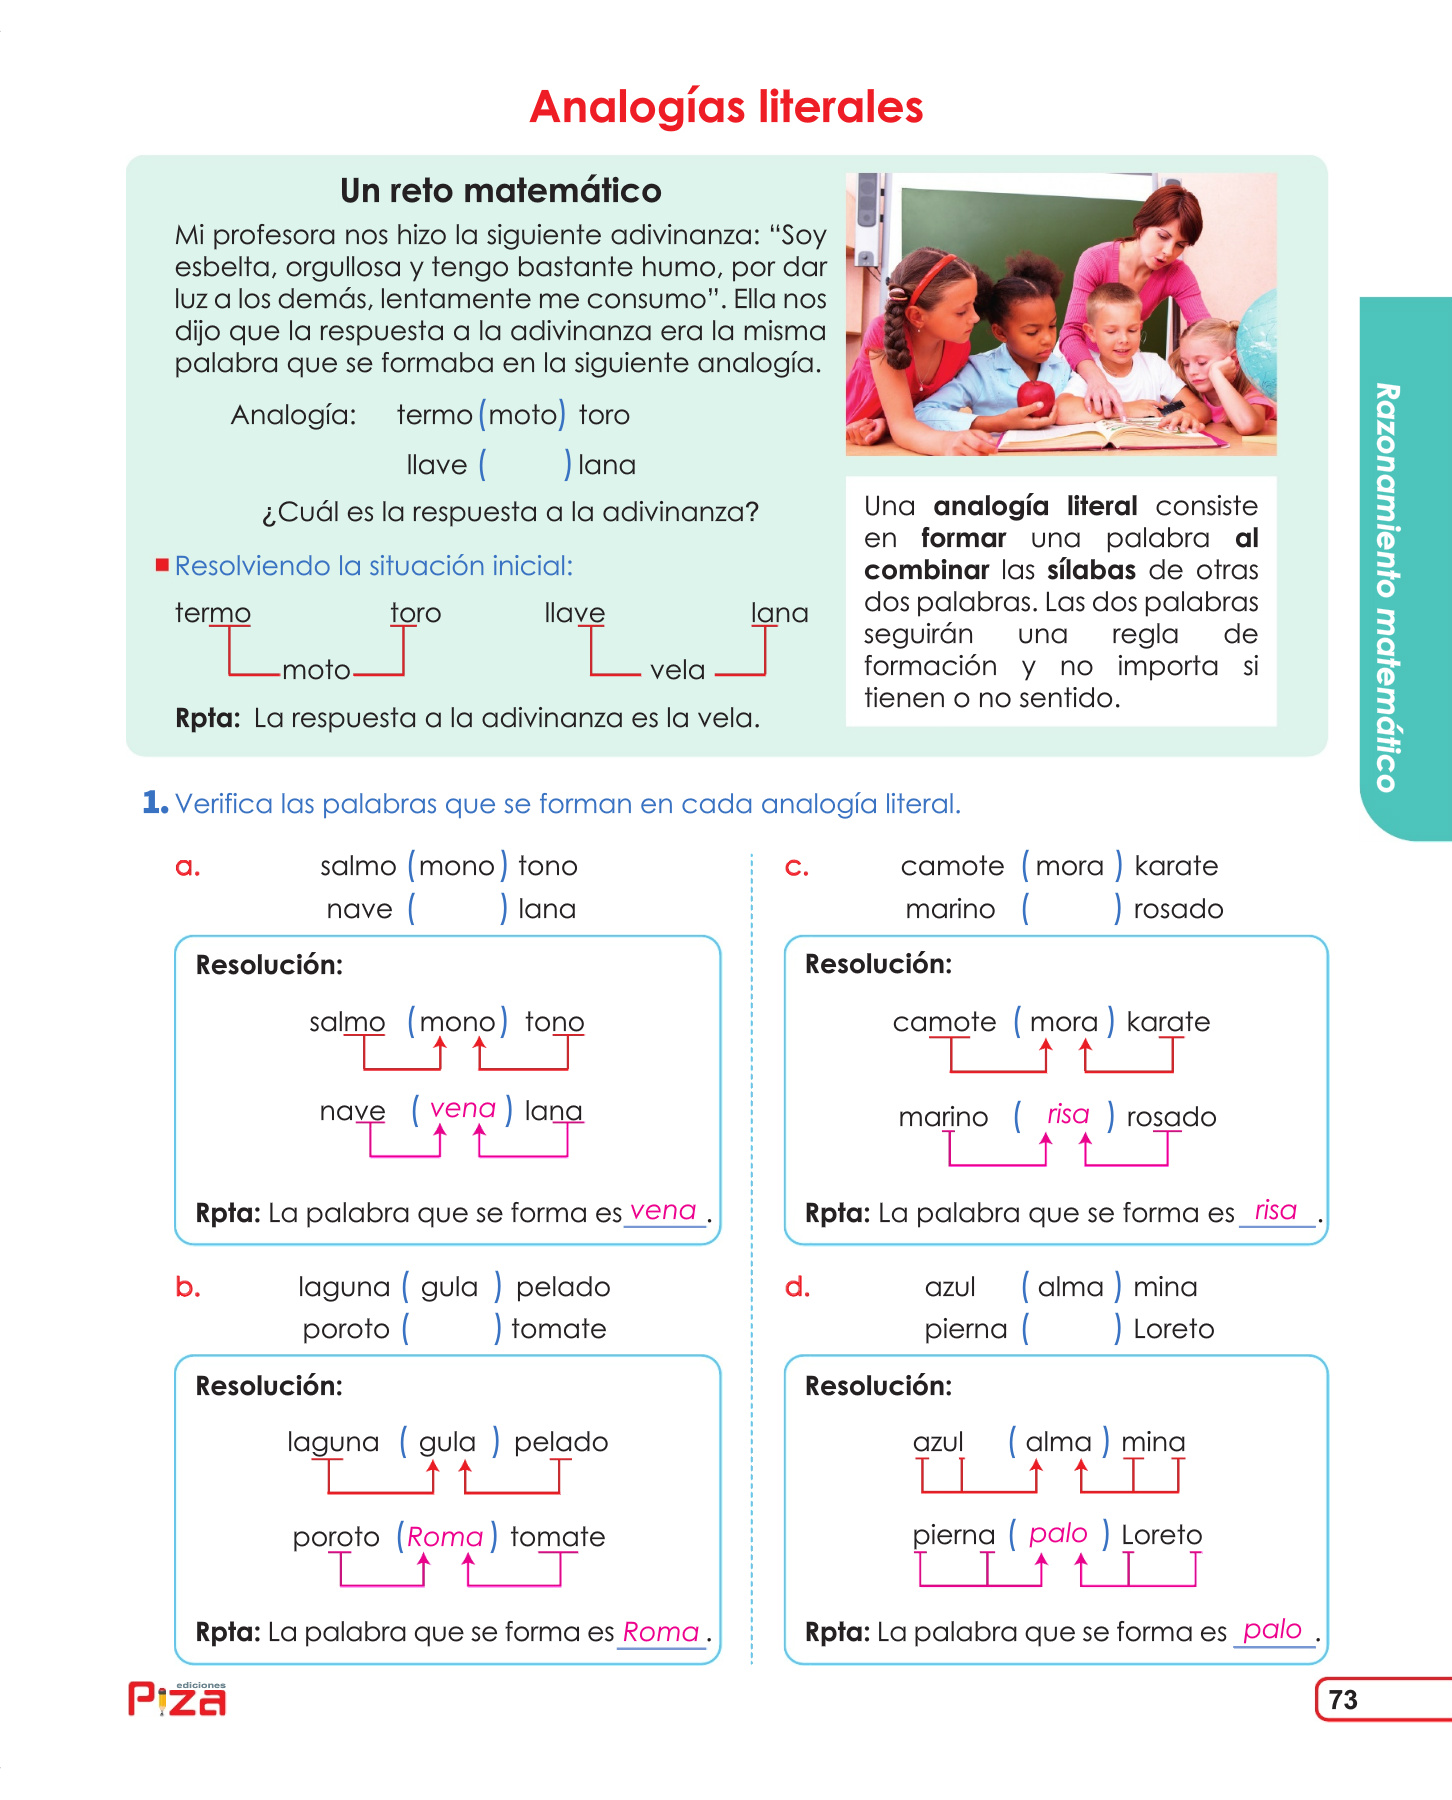 Analogías literales
Un reto matemático
Mi profesora nos hizo la siguiente adivinanza: “Soy
esbelta, orgullosa y tengo bastante humo, por dar
luz a los demás, lentamente me consumo”. Ella nos
dijo que la respuesta a la adivinanza era la misma
palabra que se formaba en la siguiente analogía.
Analogía: termo (moto) toro
llave ( ) lana
¿Cuál es la respuesta a la adivinanza?
Resolviendo la situación inicial:
termo toro llave lana
moto vela
Rpta: La respuesta a la adivinanza es la vela.
Una analogía literal consiste
en formar una palabra al
combinar las sílabas de otras
dos palabras. Las dos palabras
seguirán una regla de
formación y no importa si
tienen o no sentido.
Razonamiento matemático
1. Verifica las palabras que se forman en cada analogía literal.
a. salmo (mono) tono
nave ( ) lana
Resolución:
salmo (mono) tono
nave ( vena ) lana
Rpta: La palabra que se forma es vena.
b. laguna ( gula ) pelado
poroto ( ) tomate
Resolución:
laguna ( gula ) pelado
poroto (Roma) tomate
Rpta: La palabra que se forma es Roma.
c. camote ( mora ) karate
marino ( ) rosado
Resolución:
camote ( mora ) karate
marino ( risa ) rosado
Rpta: La palabra que se forma es risa.
d. azul ( alma ) mina
pierna ( ) Loreto
Resolución:
azul ( alma ) mina
pierna ( palo ) Loreto
Rpta: La palabra que se forma es palo.
ediciones
Piza
73